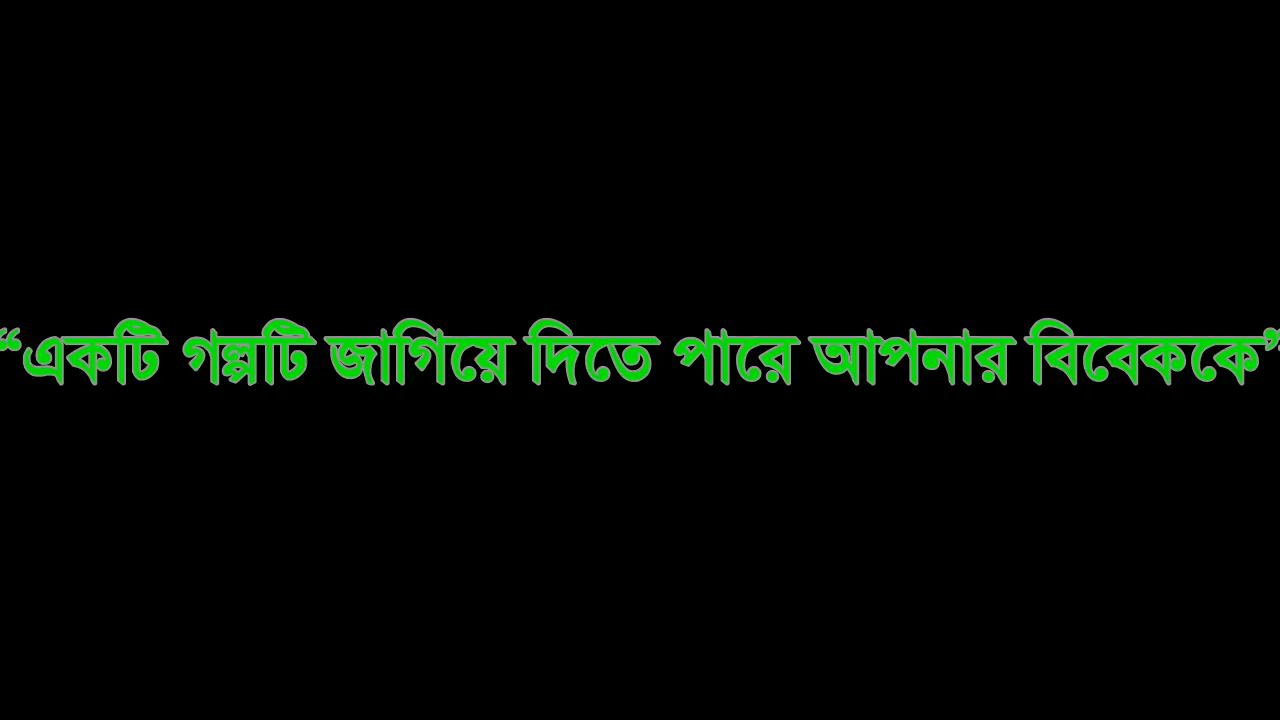 “একটি গল্পটি জাগিয়ে দিতে পারে আপনার বিবেককে”